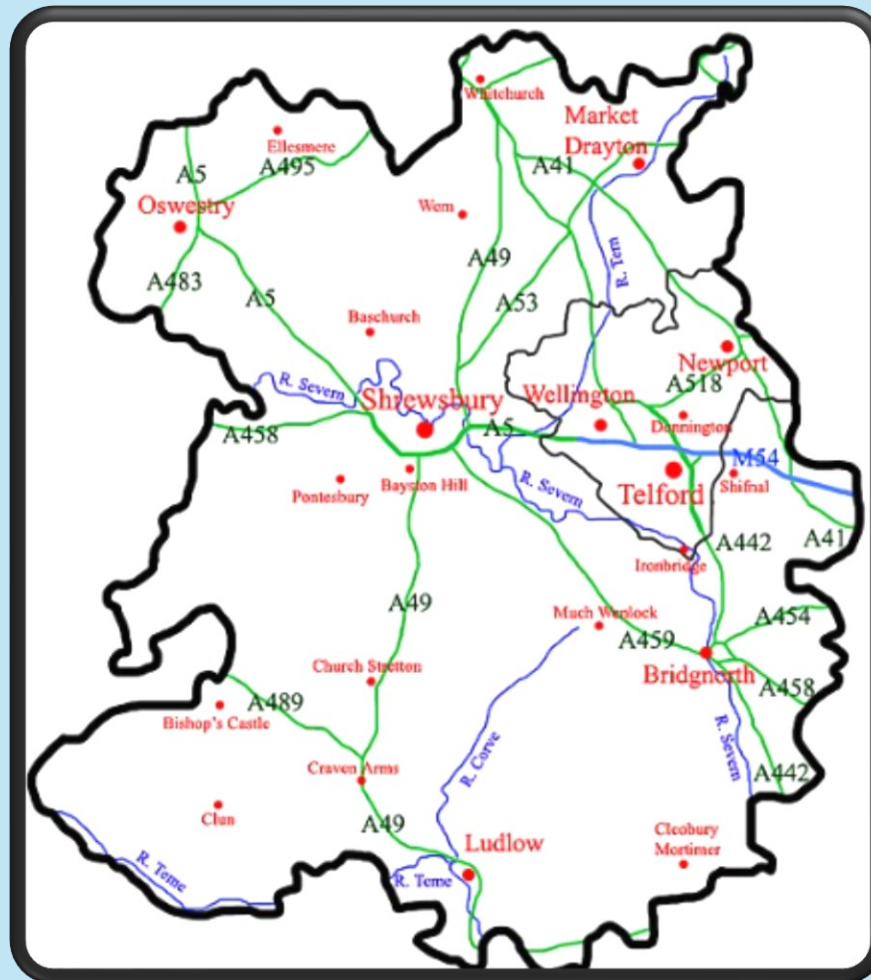 Whitchurch
Market
Drayton
Ellesmere
A5
A495
A41
Oswestry
Wem
A49
R. Tern
A483
A5
A53
Baschurch
Newport
R. Severn
Shrewsbury
Wellington
A518
A458
A5
Donnington
M54
Pontesbury
Bayston Hill
R. Severn
Telford
Shifnal
A442
A41
Ironbridge
A49
Much Wenlock
A454
A459
Church Stretton
Bridgnorth
A458
A489
Bishop's Castle
R. Corve
R. Severn
Craven Arms
A442
Clun
A49
Ludlow
Cleobury
Mortimer
R. Teme
R. Teme